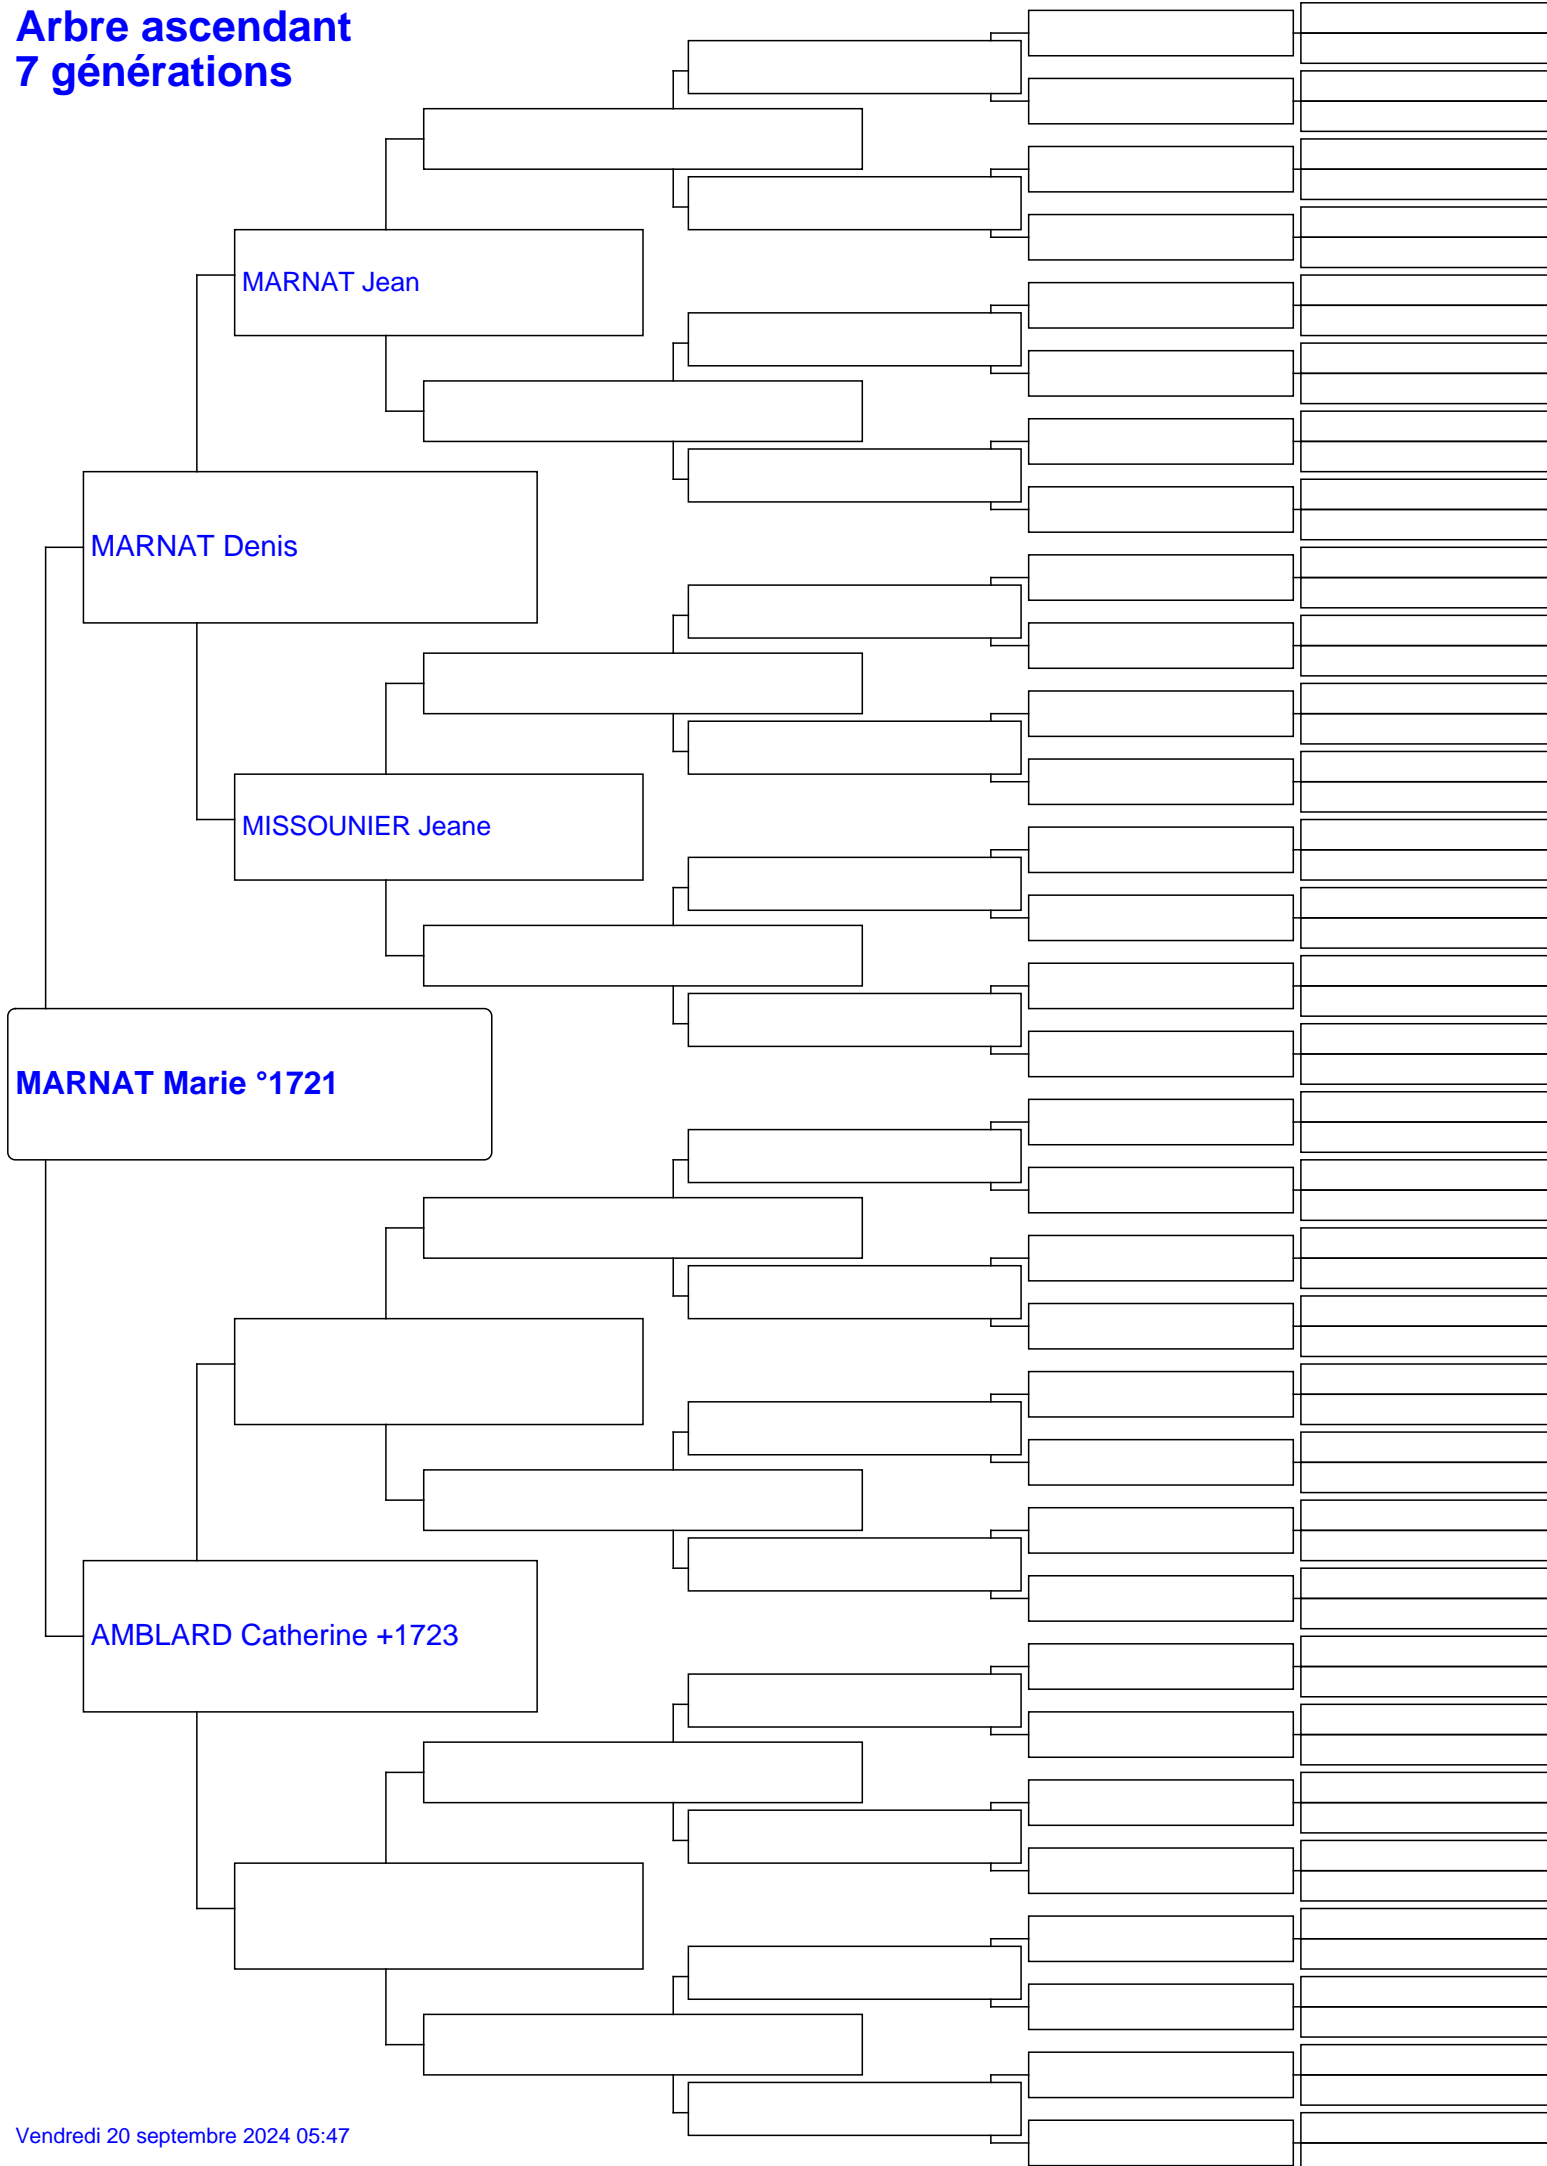 Arbre ascendant
7 générations
MARNAT Jean
MARNAT Denis
MISSOUNIER Jeane
MARNAT Marie °1721
AMBLARD Catherine +1723
Vendredi 20 septembre 2024 05:47